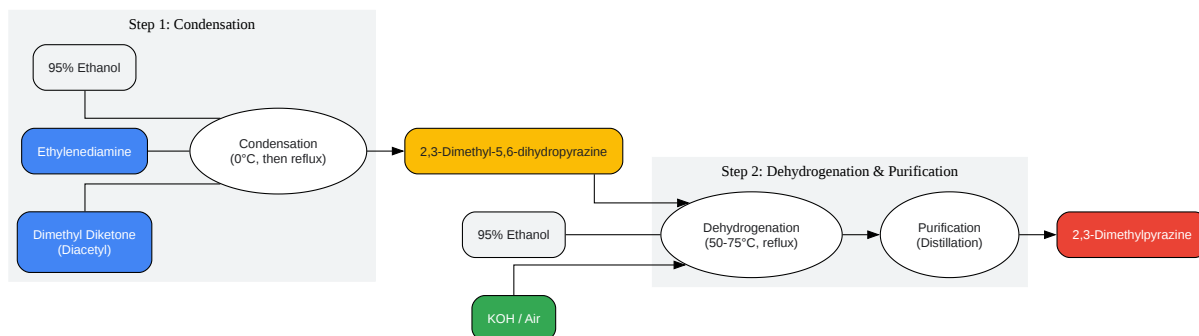 Step 1: Condensation
95% Ethanol
Ethylenediamine
Dimethyl Diketone
(Diacetyl)
Condensation
(0°C, then reflux)
2,3-Dimethyl-5,6-dihydropyrazine
Step 2: Dehydrogenation & Purification
95% Ethanol
KOH / Air
Dehydrogenation
(50-75°C, reflux)
Purification
(Distillation)
2,3-Dimethylpyrazine